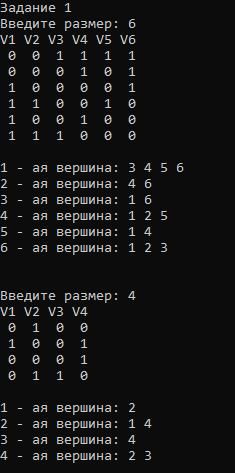 Задание 1
Введите размер: 6
V1 V2 V3 V4 V5 V6
0 0 1 1 1 1
0 0 0 1 0 1
1 0 0 0 0 1
1 1 0 0 1 0
1 0 0 1 0 0
1 1 1 0 0 0
1 - ая вершина: 3 4 5 6
2 - ая вершина: 4 6
3 - ая вершина: 1 6
4 - ая вершина: 1 2 5
5 - ая вершина: 1 4
6 - ая вершина: 1 2 3
Введите размер: 4
V1 V2 V3 V4
0 1 0 0
1 0 0 1
0 0 0 1
0 1 1 0
1 - ая вершина: 2
2 - ая вершина: 1 4
3 - ая вершина: 4
4 - ая вершина: 2 3